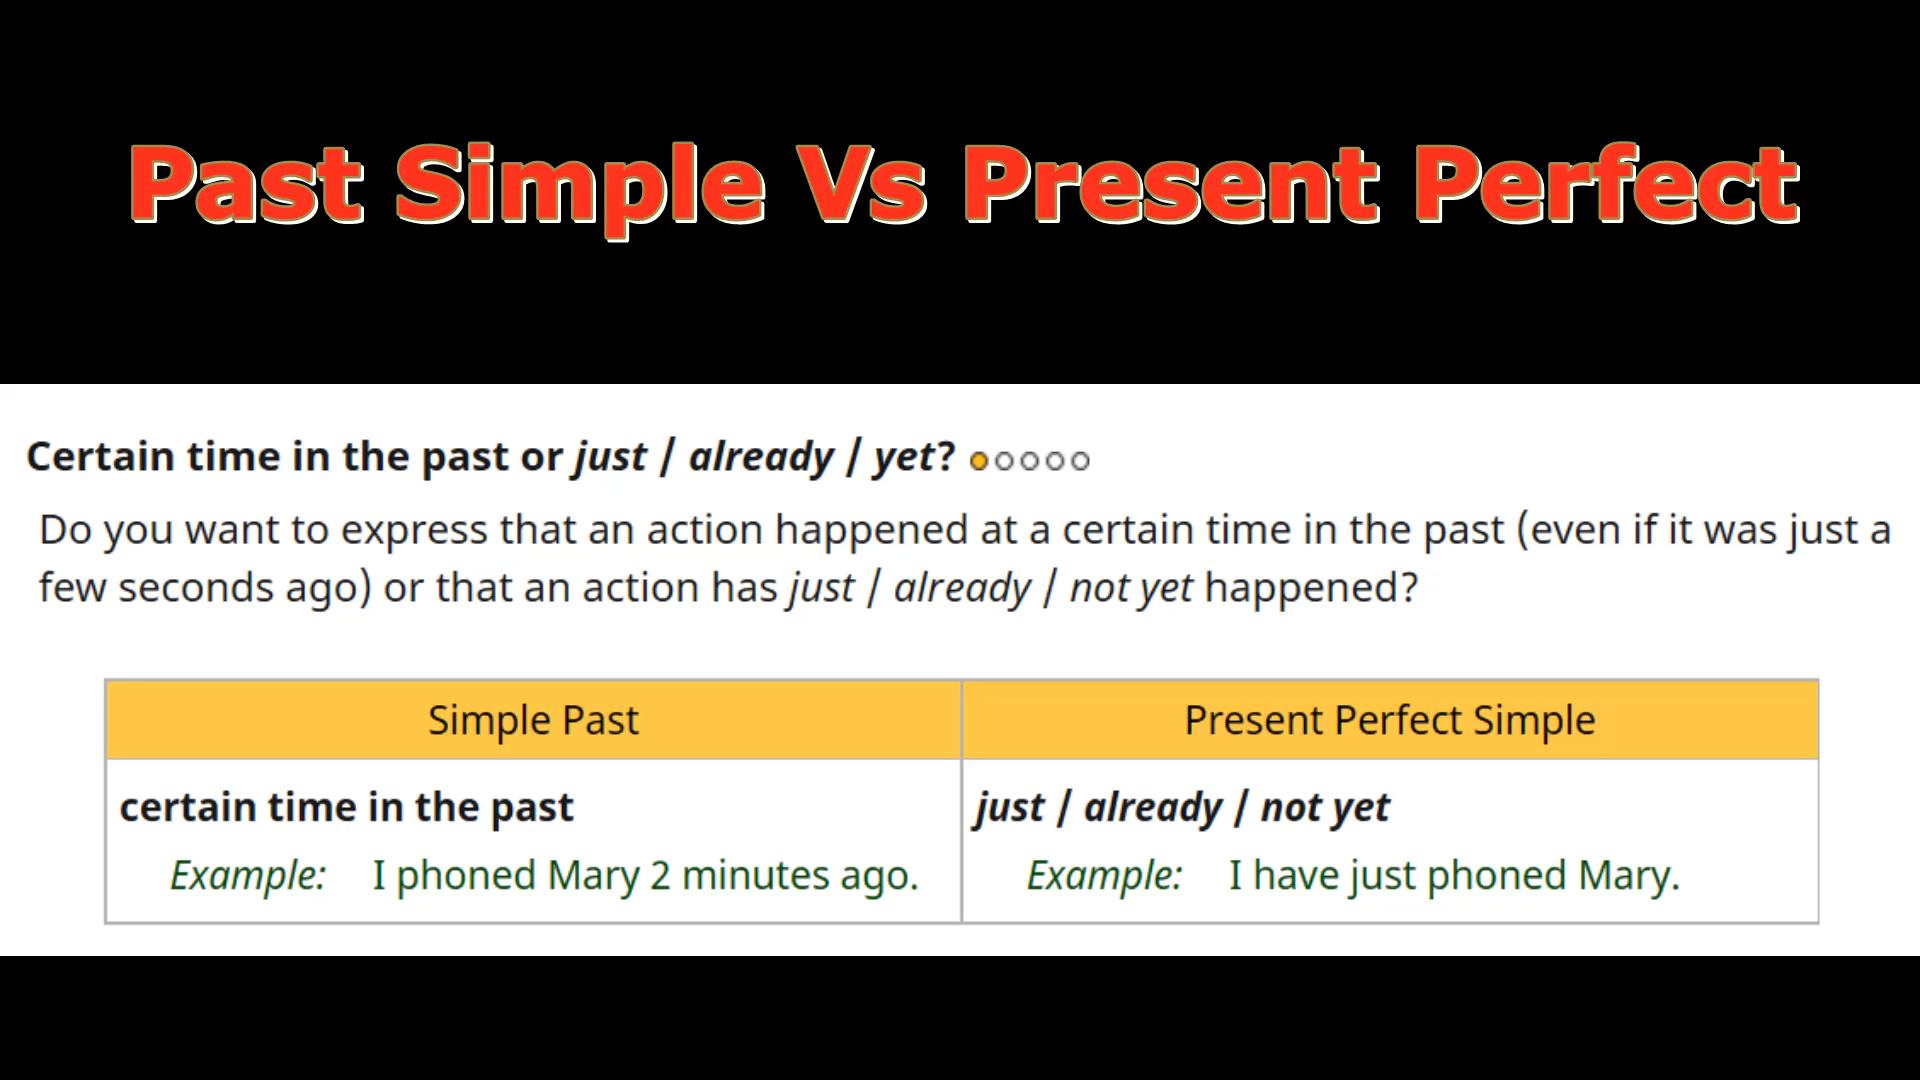 Past Simple Vs Present Perfect
Certain time in the past or just / already / yet?
Do you want to express that an action happened at a certain time in the past (even if it was just a
few seconds ago) or that an action has just / already / not yet happened?
Simple Past
Present Perfect Simple
certain time in the past
just / already / not yet
Example: I phoned Mary 2 minutes ago.
Example: I have just phoned Mary.